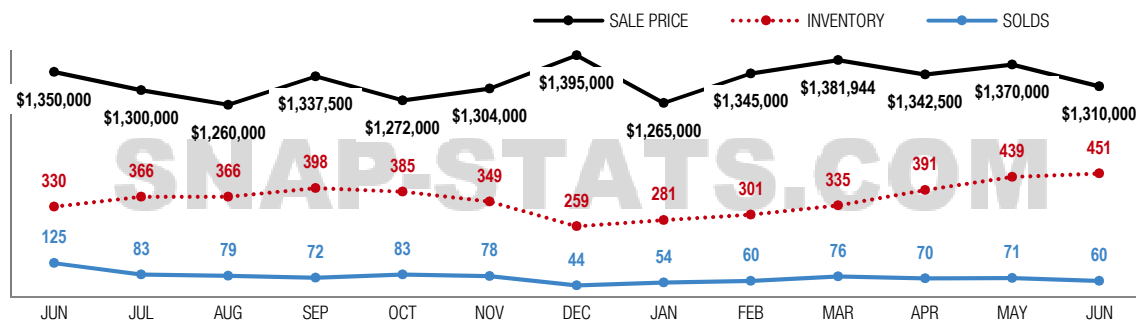 SALE PRICE INVENTORY SOLDS
$1,350,000 $1,300,000 $1,260,000 $1,337,500 $1,272,000 $1,304,000 $1,395,000 $1,265,000 $1,345,000 $1,381,944 $1,342,500 $1,370,000 $1,310,000
SNAP-STATS.COM
330 366 366 398 385 349 259 281 301 335 391 439 451
125 83 79 72 83 78 44 54 60 76 70 71 60
JUN JUL AUG SEP OCT NOV DEC JAN FEB MAR APR MAY JUN